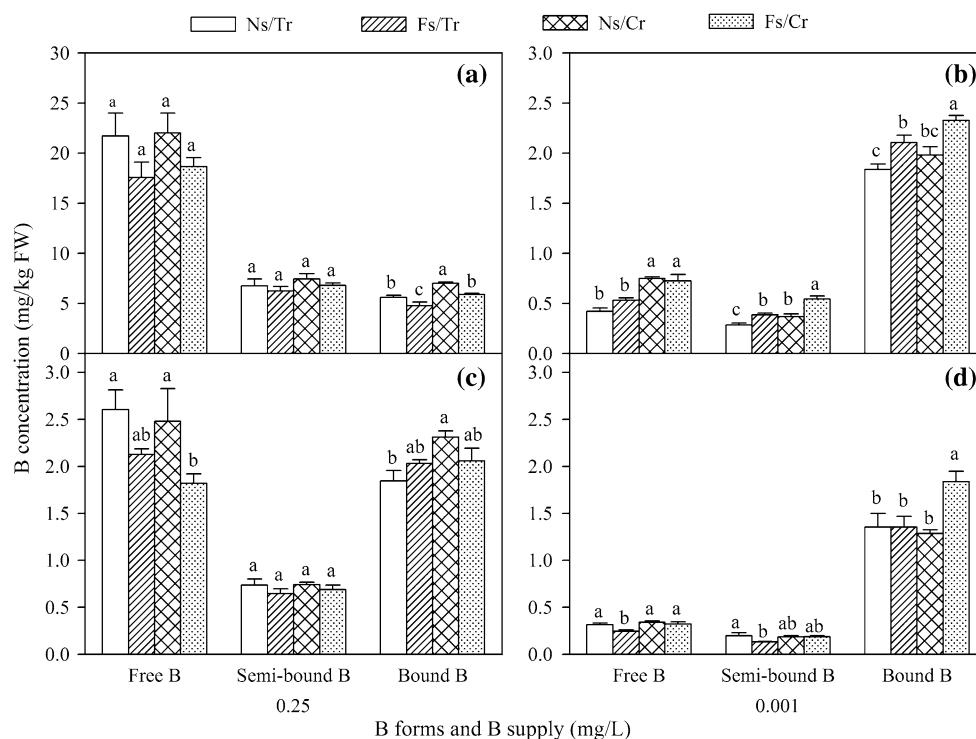 Ns/Tr Fs/Tr Ns/Cr Fs/Cr
B concentration (mg/kg FW)
30
25
20
15
10
5
0
(a)
a a a a
a a a a
b c a b
3.0
2.5
2.0
1.5
1.0
0.5
0.0
(b)
b b a a
c b b a
c b bc a
3.0
2.5
2.0
1.5
1.0
0.5
0.0
(c)
a ab a b
a a a a
b ab a ab
3.0
2.5
2.0
1.5
1.0
0.5
0.0
(d)
a b a a
a b ab ab
b b b a
Free B Semi-bound B Bound B Free B Semi-bound B Bound B
0.25 0.001
B forms and B supply (mg/L)